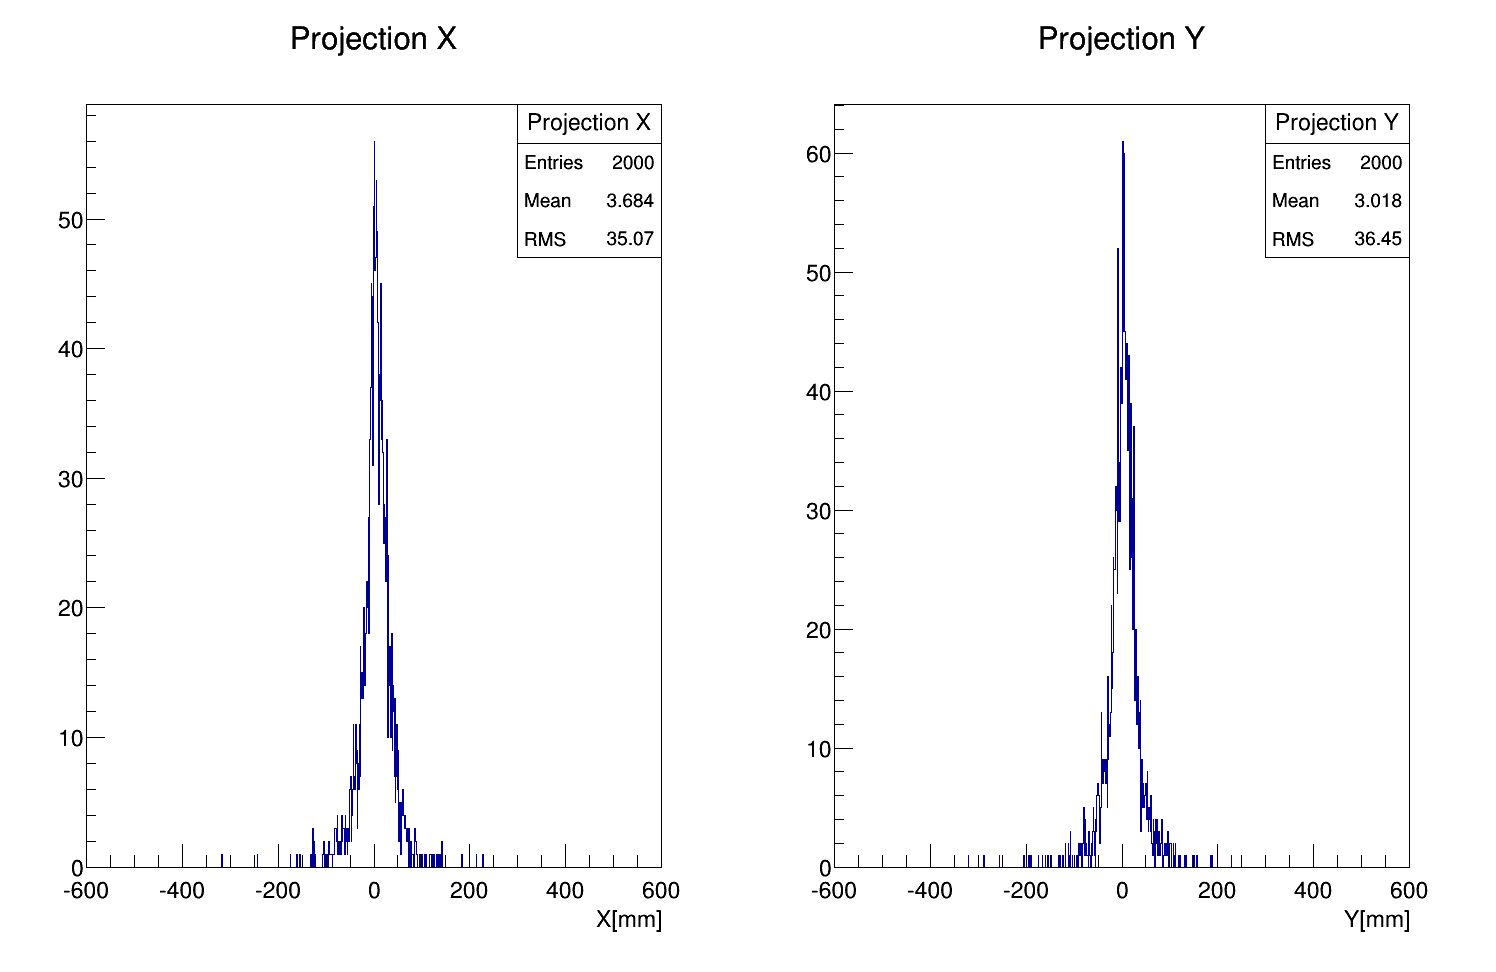 Projection X
Projection X
Entries 2000
Mean 3.684
RMS 35.07
50
40
30
20
10
0
-600 -400 -200 0 200 400 600
X[mm]
Projection Y
Projection Y
Entries 2000
Mean 3.018
RMS 36.45
60
50
40
30
20
10
0
-600 -400 -200 0 200 400 600
Y[mm]